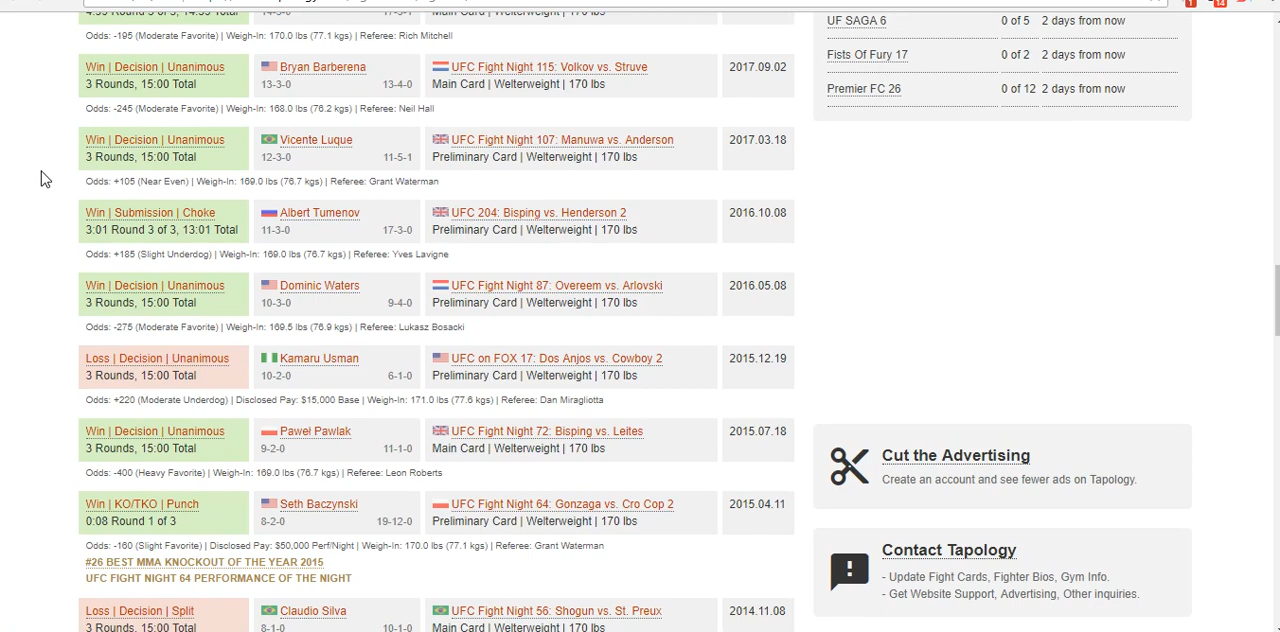 Odds: -195 (Moderate Favorite) | Weigh-In: 170.0 lbs (77.1 kgs) | Referee: Rich Mitchell
Win | Decision | Unanimous
3 Rounds, 15:00 Total
Bryan Barberena
13-3-0 13-4-0
UFC Fight Night 115: Volkov vs. Struve
Main Card | Welterweight | 170 lbs
2017.09.02
Odds: -245 (Moderate Favorite) | Weigh-In: 168.0 lbs (76.2 kgs) | Referee: Neil Hall
Win | Decision | Unanimous
3 Rounds, 15:00 Total
Vicente Luque
12-3-0 11-5-1
UFC Fight Night 107: Manuwa vs. Anderson
Preliminary Card | Welterweight | 170 lbs
2017.03.18
Odds: +105 (Near Even) | Weigh-In: 169.0 lbs (76.7 kgs) | Referee: Grant Waterman
Win | Submission | Choke
3:01 Round 3 of 3, 13:01 Total
Albert Tumenov
11-3-0 17-3-0
UFC 204: Bisping vs. Henderson 2
Preliminary Card | Welterweight | 170 lbs
2016.10.08
Odds: +185 (Slight Underdog) | Weigh-In: 169.0 lbs (76.7 kgs) | Referee: Yves Lavigne
Win | Decision | Unanimous
3 Rounds, 15:00 Total
Dominic Waters
10-3-0 9-4-0
UFC Fight Night 87: Overeem vs. Arlovski
Preliminary Card | Welterweight | 170 lbs
2016.05.08
Odds: -275 (Moderate Favorite) | Weigh-In: 169.5 lbs (76.9 kgs) | Referee: Lukasz Bosacki
Loss | Decision | Unanimous
3 Rounds, 15:00 Total
Kamaru Usman
10-2-0 6-1-0
UFC on FOX 17: Dos Anjos vs. Cowboy 2
Preliminary Card | Welterweight | 170 lbs
2015.12.19
Odds: +220 (Moderate Underdog) | Disclosed Pay: $15,000 Base | Weigh-In: 171.0 lbs (77.6 kgs) | Referee: Dan Miragliotta
Win | Decision | Unanimous
3 Rounds, 15:00 Total
Paweł Pawlak
9-2-0 11-1-0
UFC Fight Night 72: Bisping vs. Leites
Main Card | Welterweight | 170 lbs
2015.07.18
Odds: -400 (Heavy Favorite) | Weigh-In: 169.0 lbs (76.7 kgs) | Referee: Leon Roberts
Win | KO/TKO | Punch
0:08 Round 1 of 3
Seth Baczynski
8-2-0 19-12-0
UFC Fight Night 64: Gonzaga vs. Cro Cop 2
Preliminary Card | Welterweight | 170 lbs
2015.04.11
Odds: -160 (Slight Favorite) | Disclosed Pay: $50,000 Perf/Night | Weigh-In: 170.0 lbs (77.1 kgs) | Referee: Grant Waterman
#26 BEST MMA KNOCKOUT OF THE YEAR 2015
UFC FIGHT NIGHT 64 PERFORMANCE OF THE NIGHT
Loss | Decision | Split
3 Rounds, 15:00 Total
Claudio Silva
8-1-0 10-1-0
UFC Fight Night 56: Shogun vs. St. Preux
Main Card | Welterweight | 170 lbs
2014.11.08
UF SAGA 6 0 of 5 2 days from now
Fists Of Fury 17 0 of 2 2 days from now
Premier FC 26 0 of 12 2 days from now
Cut the Advertising
Create an account and see fewer ads on Tapology.
Contact Tapology
- Update Fight Cards, Fighter Bios, Gym Info.
- Get Website Support, Advertising, Other inquiries.